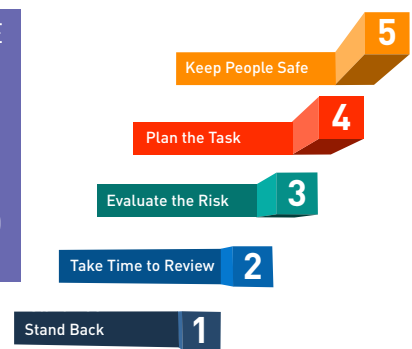 5
Keep People Safe
4
Plan the Task
3
Evaluate the Risk
2
Take Time to Review
1
Stand Back